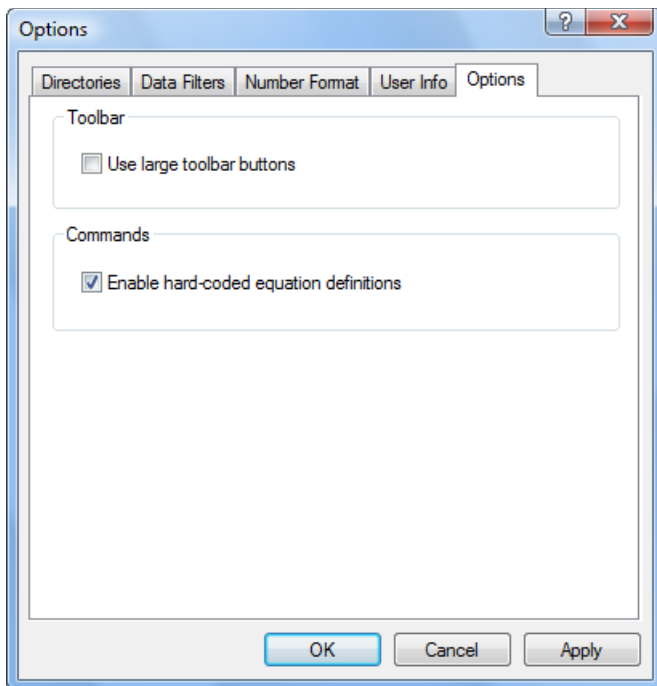 Options
Directories Data Filters Number Format User Info Options
Toolbar
Use large toolbar buttons
Commands
Enable hard-coded equation definitions
OK Cancel Apply